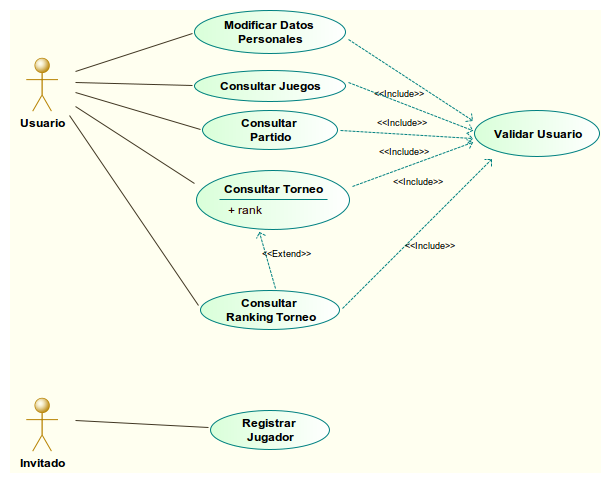 Modificar Datos
Personales
Usuario
Consultar Juegos
<<Include>>
Consultar
Partido
<<Include>>
Validar Usuario
<<Include>>
Consultar Torneo
<<Include>>
+ rank
<<Extend>>
<<Include>>
Consultar
Ranking Torneo
Invitado
Registrar
Jugador